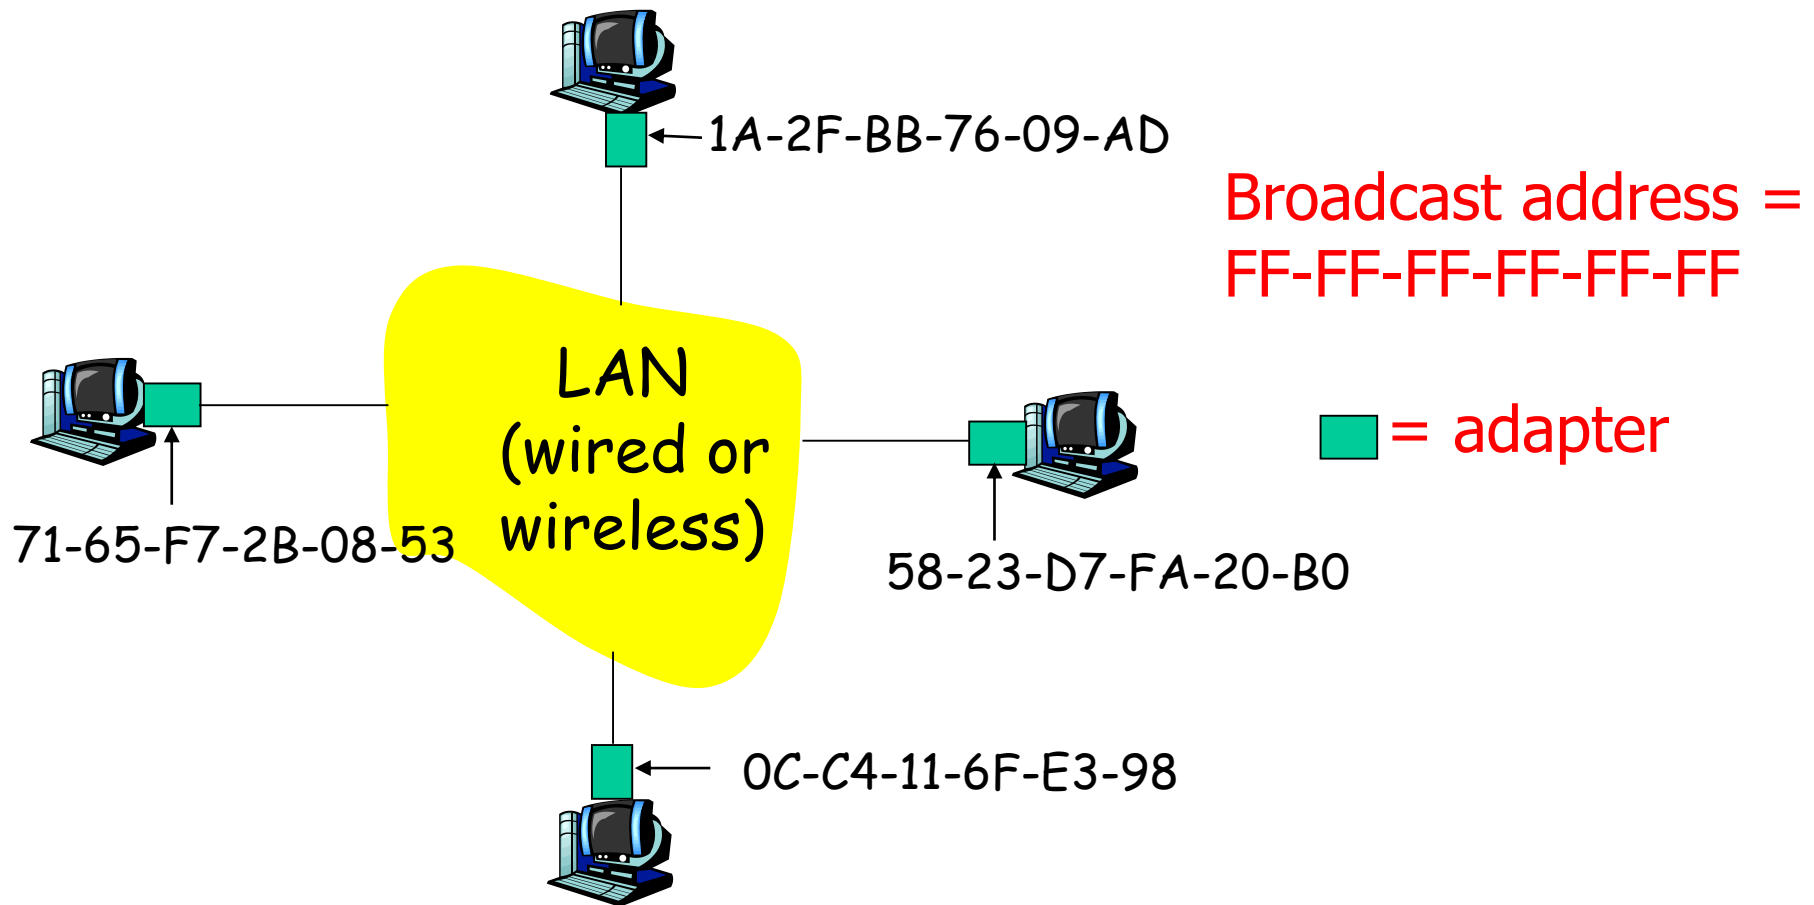 1A-2F-BB-76-09-AD
Broadcast address =
FF-FF-FF-FF-FF-FF
LAN
(wired or
wireless)
= adapter
71-65-F7-2B-08-53
58-23-D7-FA-20-B0
0C-C4-11-6F-E3-98